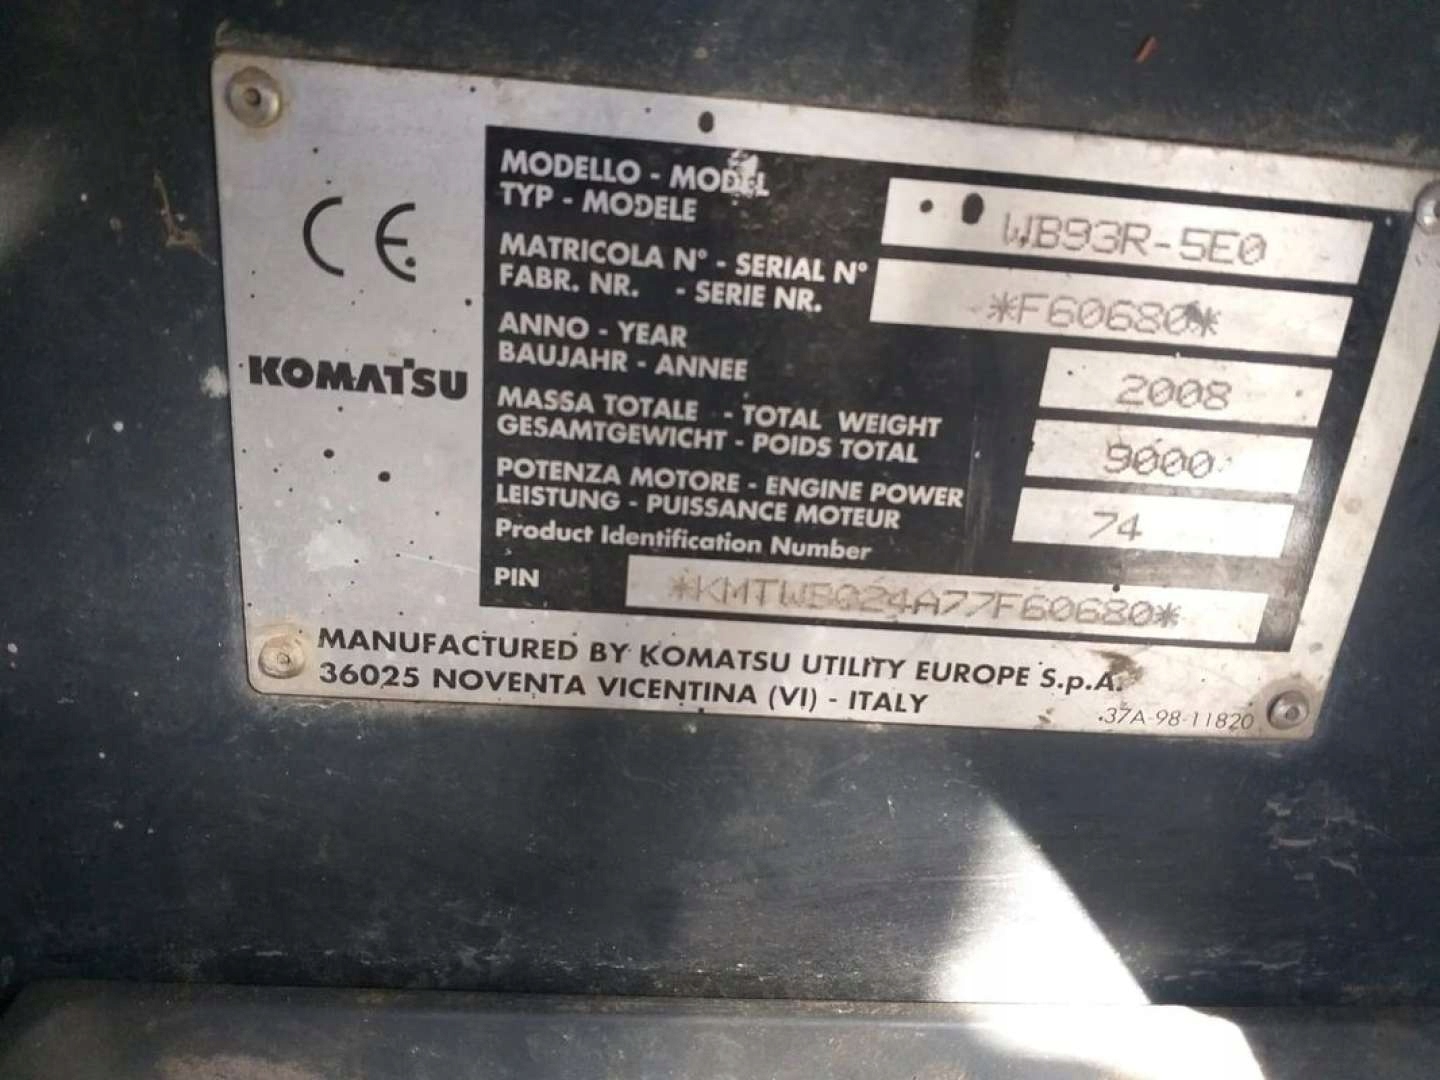 CE
KOMATSU
MODELLO - MODEL
TYP - MODELE
WB93R-5E0
MATRICOLA N° - SERIAL N°
FABR. NR. - SERIE NR.
*F60680*
ANNO - YEAR
BAUJAHR - ANNEE
2008
MASSA TOTALE - TOTAL WEIGHT
GESAMTGEWICHT - POIDS TOTAL
9000
POTENZA MOTORE - ENGINE POWER
LEISTUNG - PUISSANCE MOTEUR
74
Product Identification Number
PIN
*KMTWB024A77F60680*
MANUFACTURED BY KOMATSU UTILITY EUROPE S.p.A.
36025 NOVENTA VICENTINA (VI) - ITALY
37A-98-11820